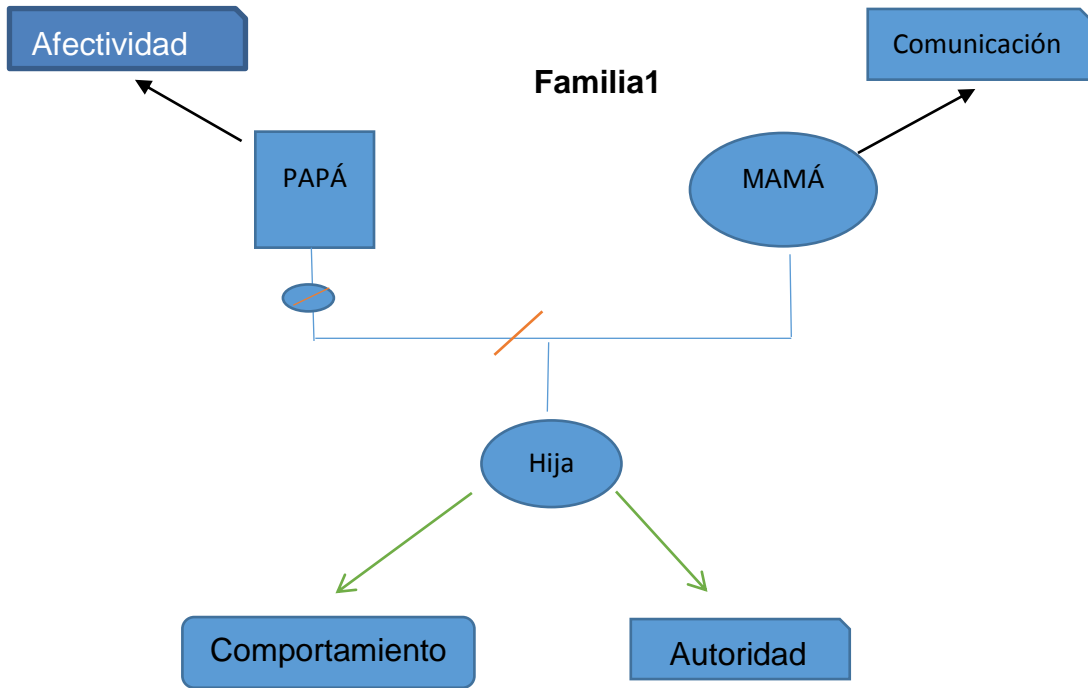 Afectividad
Comunicación
Familia1
PAPÁ
MAMÁ
Hija
Comportamiento
Autoridad